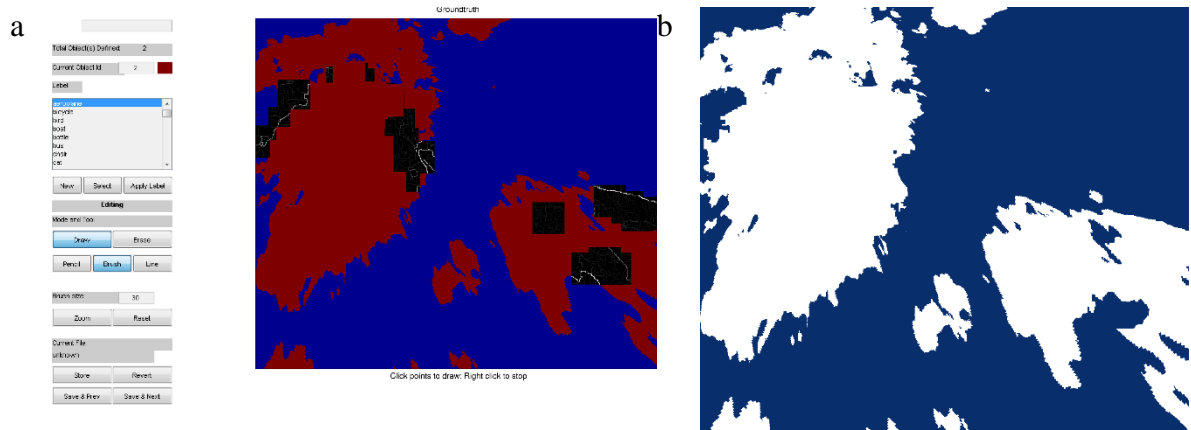 a
b
Groundtruth
Total Object(s) Defined: 2
Current Object Id 2
Label
aeroplane
bicycle
bird
boat
bottle
bus
chair
cat
New Select Apply Label
Editing
Mode and Tool
Draw Erase
Pencil Brush Line
Brush size 30
Zoom Reset
Current File:
unknown
Store Revert
Save & Prev Save & Next
Click points to draw; Right click to stop